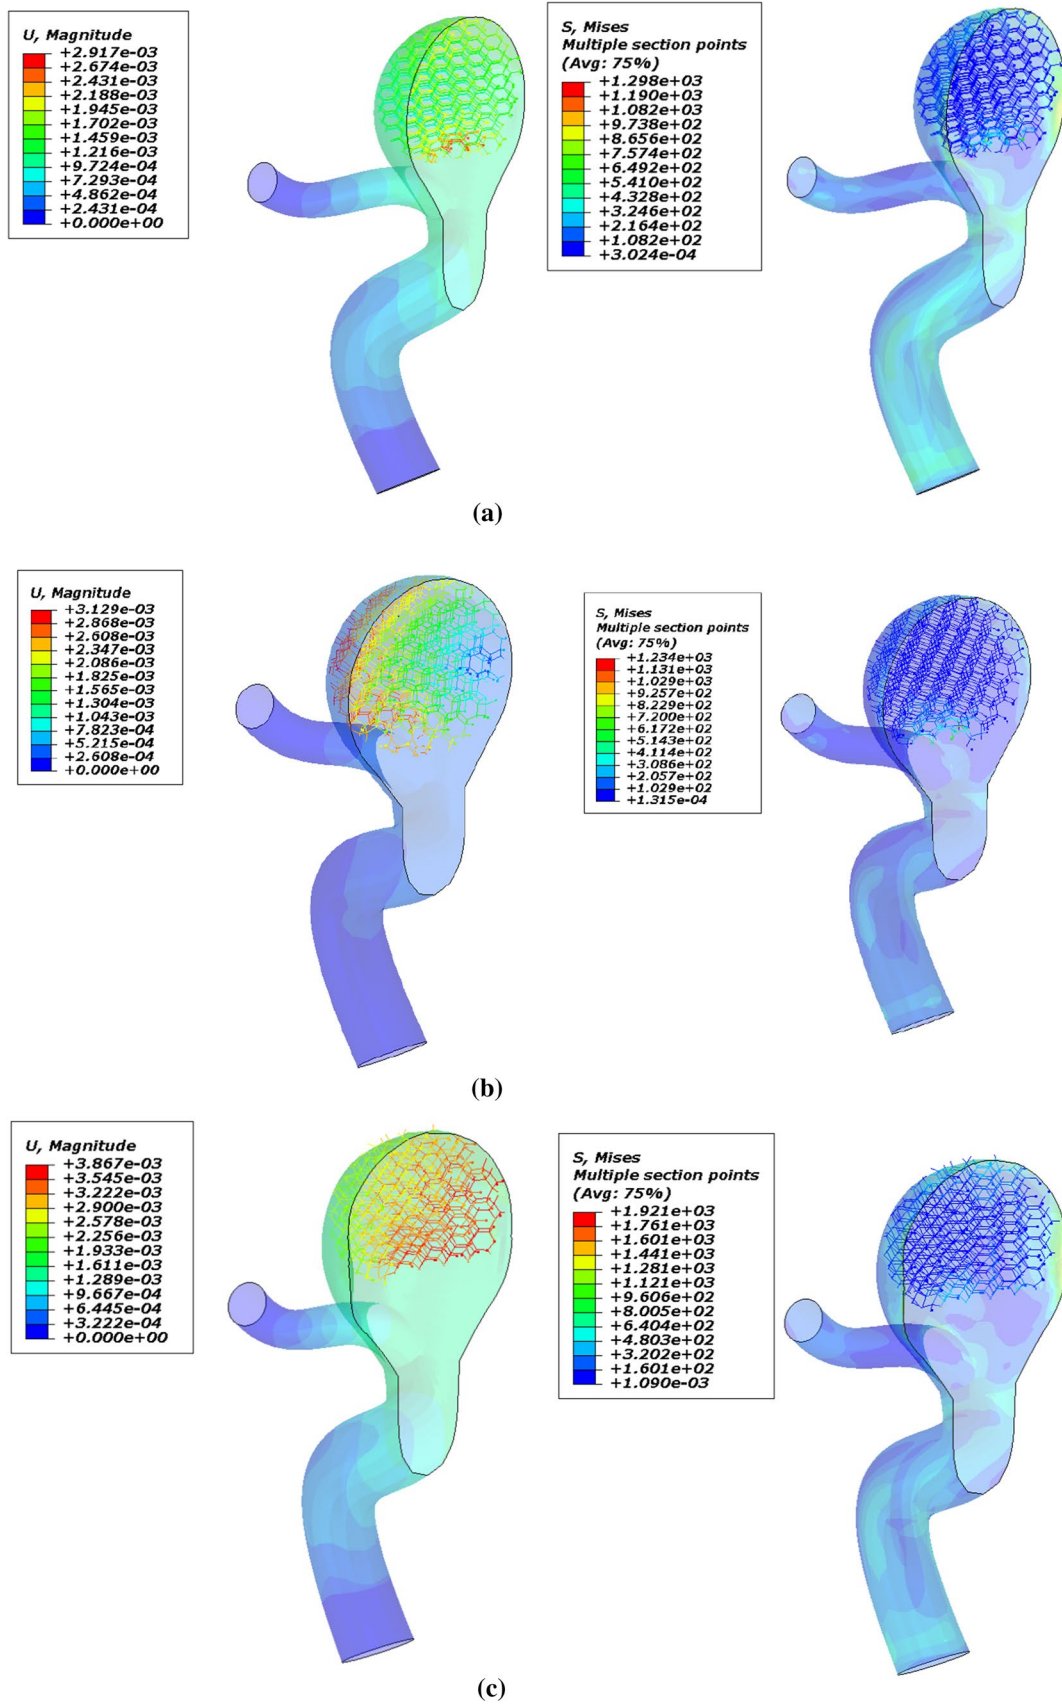 U, Magnitude
+2.917e-03
+2.674e-03
+2.431e-03
+2.188e-03
+1.945e-03
+1.702e-03
+1.459e-03
+1.216e-03
+9.724e-04
+7.293e-04
+4.862e-04
+2.431e-04
+0.000e+00
S, Mises
Multiple section points
(Avg: 75%)
+1.298e+03
+1.190e+03
+1.082e+03
+9.738e+02
+8.656e+02
+7.574e+02
+6.492e+02
+5.410e+02
+4.328e+02
+3.246e+02
+2.164e+02
+1.082e+02
+3.024e-04
(a)
U, Magnitude
+3.129e-03
+2.868e-03
+2.608e-03
+2.347e-03
+2.086e-03
+1.825e-03
+1.565e-03
+1.304e-03
+1.043e-03
+7.823e-04
+5.215e-04
+2.608e-04
+0.000e+00
S, Mises
Multiple section points
(Avg: 75%)
+1.234e+03
+1.131e+03
+1.029e+03
+9.257e+02
+8.229e+02
+7.200e+02
+6.172e+02
+5.143e+02
+4.114e+02
+3.086e+02
+2.057e+02
+1.029e+02
+1.315e-04
(b)
U, Magnitude
+3.867e-03
+3.545e-03
+3.222e-03
+2.900e-03
+2.578e-03
+2.256e-03
+1.933e-03
+1.611e-03
+1.289e-03
+9.667e-04
+6.445e-04
+3.222e-04
+0.000e+00
S, Mises
Multiple section points
(Avg: 75%)
+1.921e+03
+1.761e+03
+1.601e+03
+1.441e+03
+1.281e+03
+1.121e+03
+9.606e+02
+8.005e+02
+6.404e+02
+4.803e+02
+3.202e+02
+1.601e+02
+1.090e-03
(c)